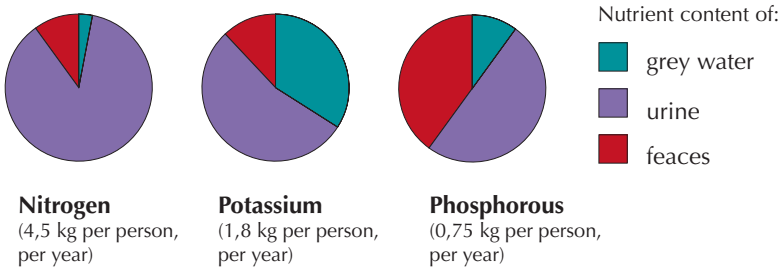 Nutrient content of:
grey water
urine
feaces
Nitrogen
(4,5 kg per person,
per year)
Potassium
(1,8 kg per person,
per year)
Phosphorous
(0,75 kg per person,
per year)